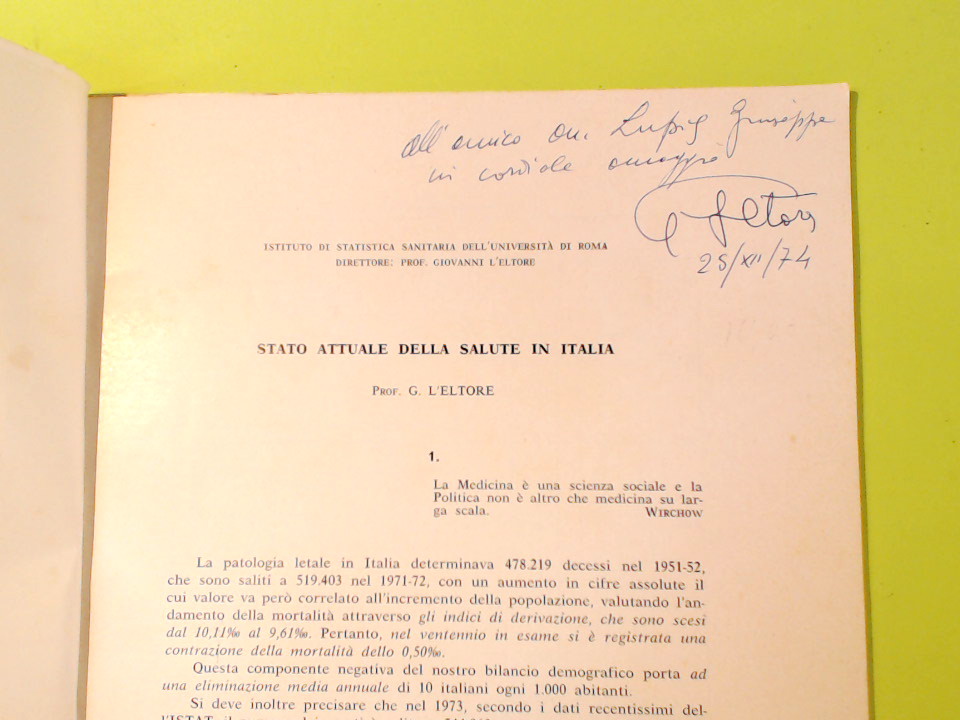 all'amico on. Lupis Giuseppe
in cordiale omaggio
G L'Eltore
28/XII/74
ISTITUTO DI STATISTICA SANITARIA DELL'UNIVERSITÀ DI ROMA
DIRETTORE: PROF. GIOVANNI L'ELTORE
STATO ATTUALE DELLA SALUTE IN ITALIA
PROF. G. L'ELTORE
1.
La Medicina è una scienza sociale e la
Politica non è altro che medicina su lar-
ga scala. WIRCHOW
La patologia letale in Italia determinava 478.219 decessi nel 1951-52,
che sono saliti a 519.403 nel 1971-72, con un aumento in cifre assolute il
cui valore va però correlato all'incremento della popolazione, valutando l'an-
damento della mortalità attraverso gli indici di derivazione, che sono scesi
dal 10,11‰ al 9,61‰. Pertanto, nel ventennio in esame si è registrata una
contrazione della mortalità dello 0,50‰.
Questa componente negativa del nostro bilancio demografico porta ad
una eliminazione media annuale di 10 italiani ogni 1.000 abitanti.
Si deve inoltre precisare che nel 1973, secondo i dati recentissimi del-
l'ISTAT, il